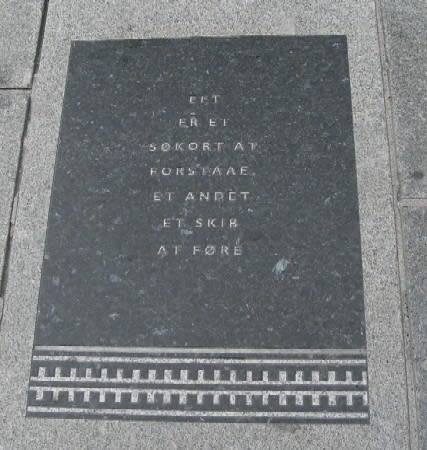 EET
ER ET
SØKORT AT
FORSTAAE,
ET ANDET
ET SKIB
AT FØRE